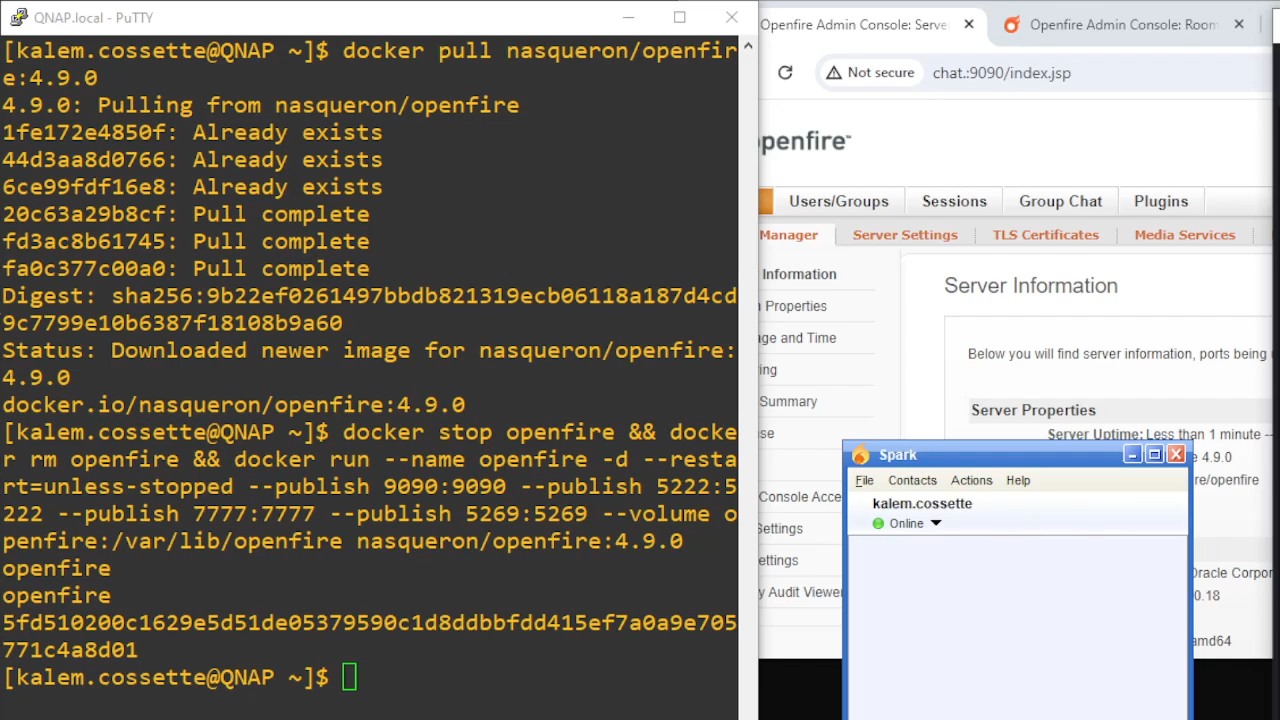 QNAP.local - PuTTY
[kalem.cossette@QNAP ~]$ docker pull nasqueron/openfir
e:4.9.0
4.9.0: Pulling from nasqueron/openfire
1fe172e4850f: Already exists
44d3aa8d0766: Already exists
6ce99fdf16e8: Already exists
20c63a29b8cf: Pull complete
fd3ac8b61745: Pull complete
fa0c377c00a0: Pull complete
Digest: sha256:9b22ef0261497bbdb821319ecb06118a187d4cd
9c7799e10b6387f18108b9a60
Status: Downloaded newer image for nasqueron/openfire:
4.9.0
docker.io/nasqueron/openfire:4.9.0
[kalem.cossette@QNAP ~]$ docker stop openfire && docke
r rm openfire && docker run --name openfire -d --resta
rt=unless-stopped --publish 9090:9090 --publish 5222:5
222 --publish 7777:7777 --publish 5269:5269 --volume o
penfire:/var/lib/openfire nasqueron/openfire:4.9.0
openfire
openfire
5fd510200c1629e5d51de05379590c1d8ddbbfdd415ef7a0a9e705
771c4a8d01
[kalem.cossette@QNAP ~]$
Openfire Admin Console: Serve
Openfire Admin Console: Room
Not secure
chat.:9090/index.jsp
openfire™
Users/Groups
Sessions
Group Chat
Plugins
Manager
Server Settings
TLS Certificates
Media Services
Information
Properties
age and Time
ing
Summary
se
Console Acce
Settings
ettings
y Audit Viewer
Server Information
Below you will find server information, ports being u
Server Properties
Server Uptime: Less than 1 minute --
4.9.0
re/openfire
Oracle Corpor
0.18
amd64
Spark
File
Contacts
Actions
Help
kalem.cossette
Online